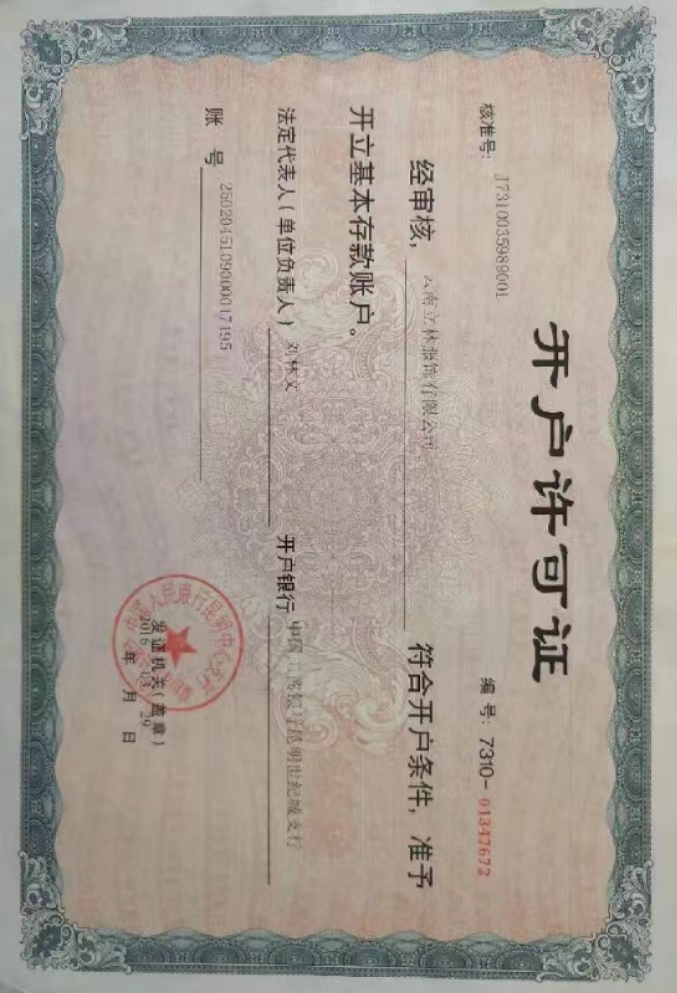 开户许可证
核准号: J7310035989001 编号: 7310-01347672
经审核, 云南立林服饰有限公司 符合开户条件, 准予
开立基本存款账户。
法定代表人(单位负责人) 刘林文 开户银行 中国工商银行昆明世纪城支行
账 号 2502045109000017195
发证机关(盖章)
2016 年 03 月 29 日